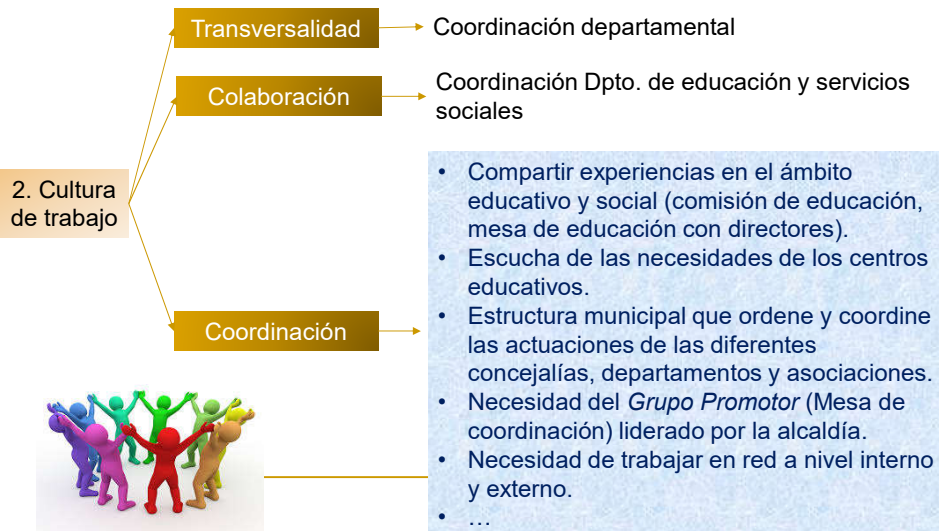 Transversalidad
Coordinación departamental
Colaboración
Coordinación Dpto. de educación y servicios
sociales
2. Cultura
de trabajo
Coordinación
• Compartir experiencias en el ámbito
educativo y social (comisión de educación,
mesa de educación con directores).
• Escucha de las necesidades de los centros
educativos.
• Estructura municipal que ordene y coordine
las actuaciones de las diferentes
concejalías, departamentos y asociaciones.
• Necesidad del Grupo Promotor (Mesa de
coordinación) liderado por la alcaldía.
• Necesidad de trabajar en red a nivel interno
y externo.
• …